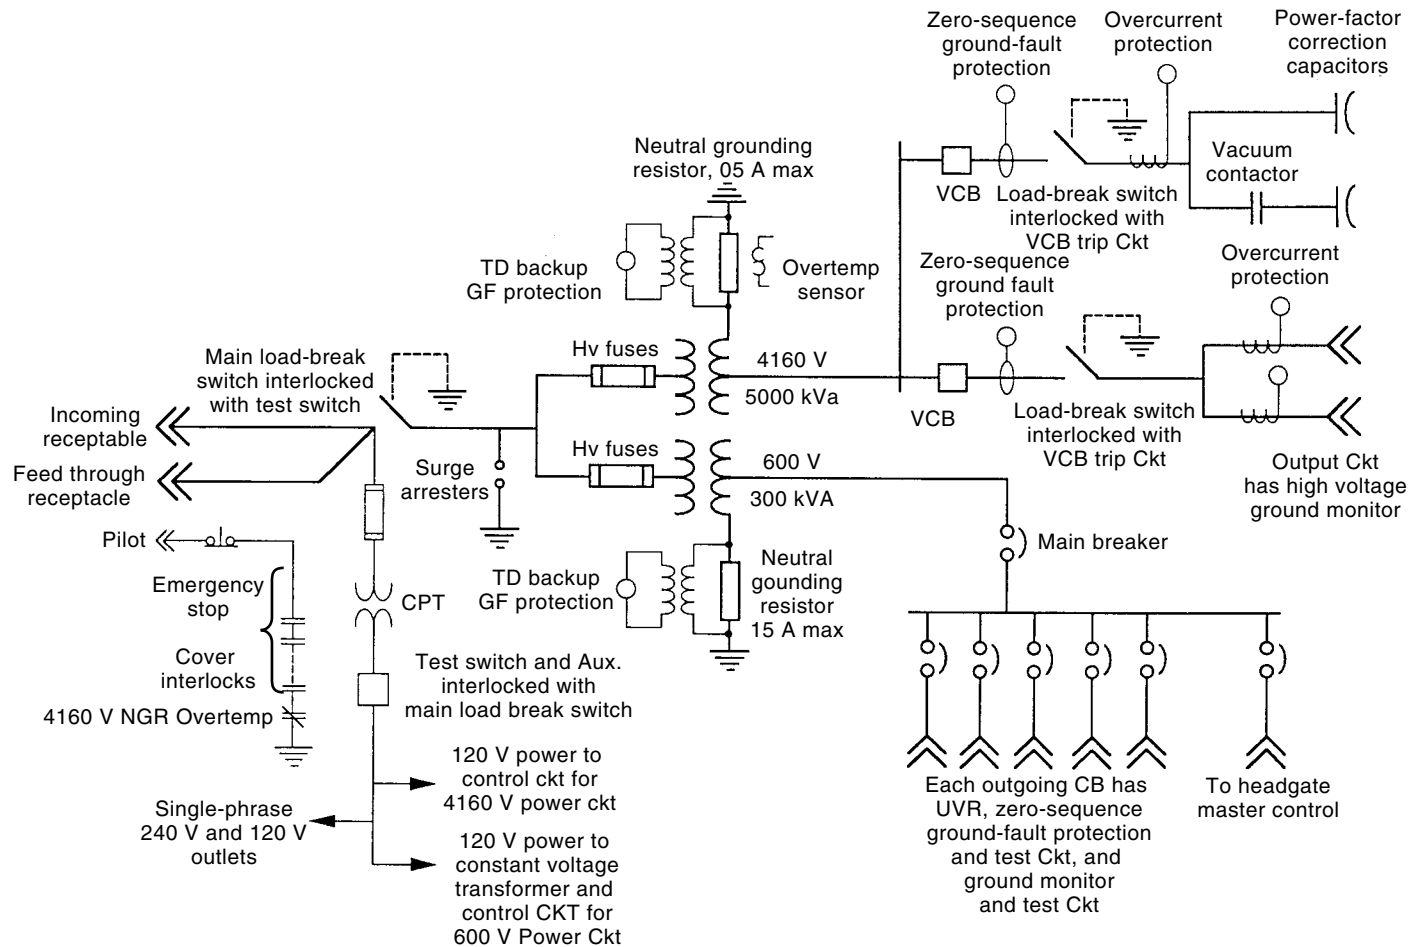 Zero-sequence
ground-fault
protection
Overcurrent
protection
Power-factor
correction
capacitors
Neutral grounding
resistor, 05 A max
Vacuum
contactor
VCB
Load-break switch
interlocked with
VCB trip Ckt
TD backup
GF protection
Overtemp
sensor
Zero-sequence
ground fault
protection
Overcurrent
protection
Main load-break
switch interlocked
with test switch
Hv fuses
4160 V
5000 kVa
VCB
Load-break switch
interlocked with
VCB trip Ckt
Incoming
receptable
Feed through
receptacle
Surge
arresters
Hv fuses
600 V
300 kVA
Output Ckt
has high voltage
ground monitor
Pilot
Main breaker
Emergency
stop
CPT
TD backup
GF protection
Neutral
gounding
resistor
15 A max
Cover
interlocks
Test switch and Aux.
interlocked with
main load break switch
4160 V NGR Overtemp
120 V power to
control ckt for
4160 V power ckt
Single-phrase
240 V and 120 V
outlets
120 V power to
constant voltage
transformer and
control CKT for
600 V Power Ckt
Each outgoing CB has
UVR, zero-sequence
ground-fault protection
and test Ckt, and
ground monitor
and test Ckt
To headgate
master control